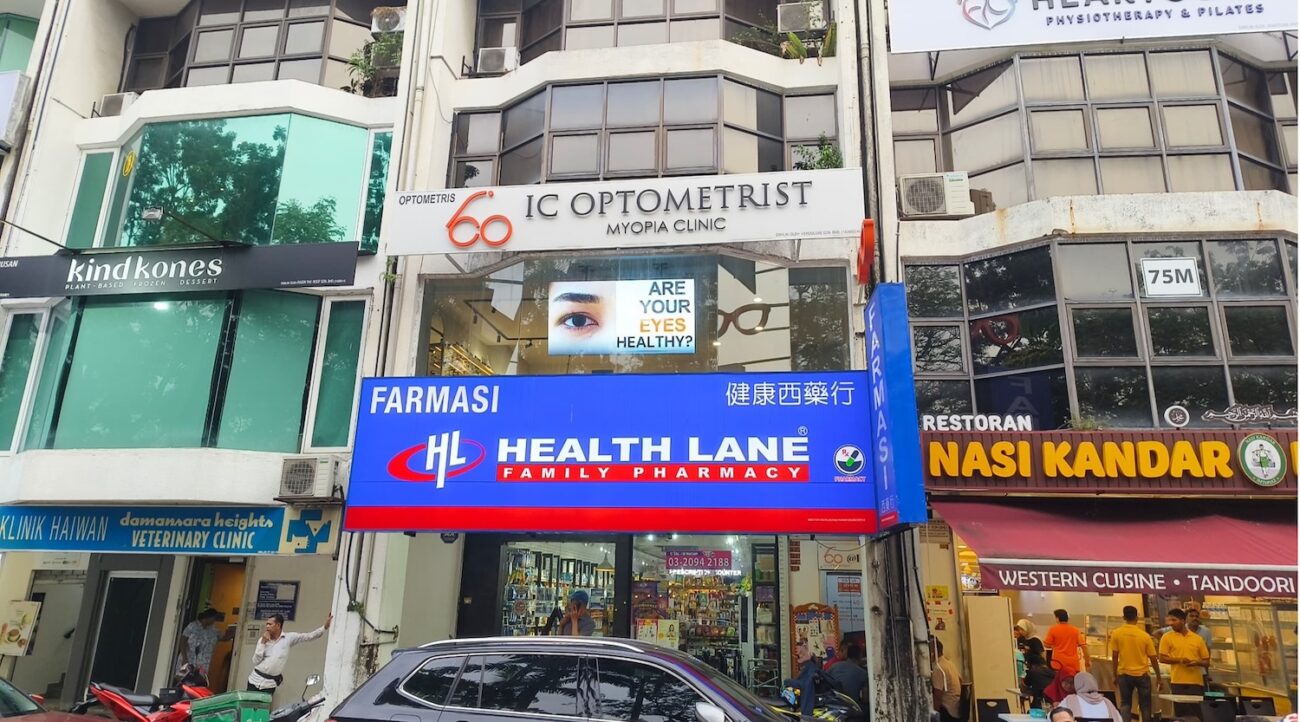 PHYSIOTHERAPY & PILATES
OPTOMETRIS
60
IC OPTOMETRIST
MYOPIA CLINIC
kind kones
PLANT-BASED FROZEN DESSERT
75M
ARE
YOUR
EYES
HEALTHY?
FARMASI
健康西藥行
HL
HEALTH LANE®
FAMILY PHARMACY
PHARMACY
FARMASI
RESTORAN
NASI KANDAR
KLINIK HAIWAN
damansara heights
VETERINARY CLINIC
03-2094 2188
WESTERN CUISINE • TANDOORI